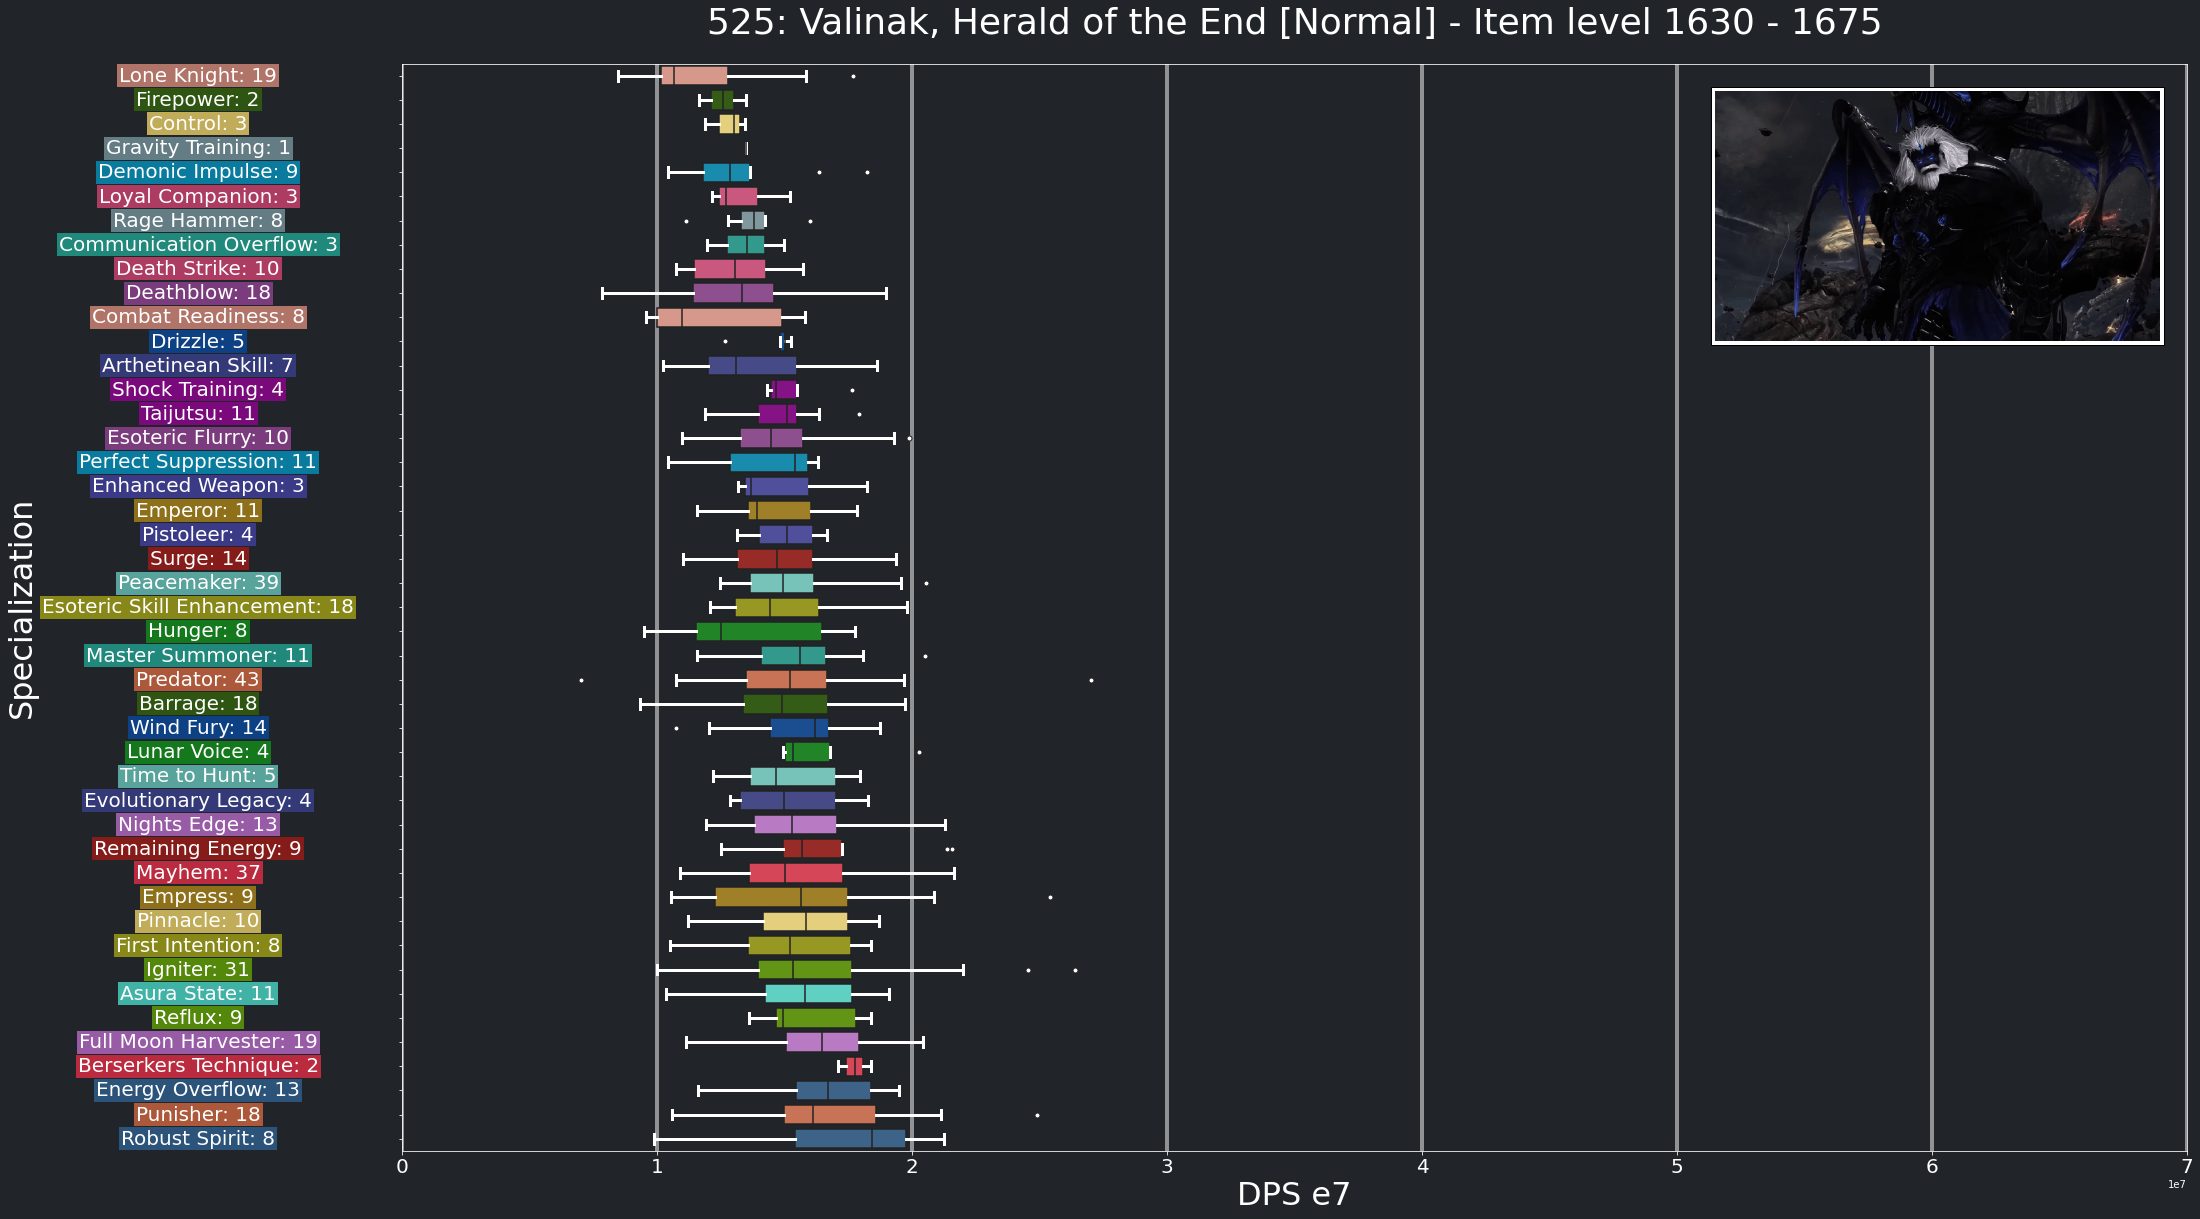 525: Valinak, Herald of the End [Normal] - Item level 1630 - 1675
Specialization
Lone Knight: 19
Firepower: 2
Control: 3
Gravity Training: 1
Demonic Impulse: 9
Loyal Companion: 3
Rage Hammer: 8
Communication Overflow: 3
Death Strike: 10
Deathblow: 18
Combat Readiness: 8
Drizzle: 5
Arthetinean Skill: 7
Shock Training: 4
Taijutsu: 11
Esoteric Flurry: 10
Perfect Suppression: 11
Enhanced Weapon: 3
Emperor: 11
Pistoleer: 4
Surge: 14
Peacemaker: 39
Esoteric Skill Enhancement: 18
Hunger: 8
Master Summoner: 11
Predator: 43
Barrage: 18
Wind Fury: 14
Lunar Voice: 4
Time to Hunt: 5
Evolutionary Legacy: 4
Nights Edge: 13
Remaining Energy: 9
Mayhem: 37
Empress: 9
Pinnacle: 10
First Intention: 8
Igniter: 31
Asura State: 11
Reflux: 9
Full Moon Harvester: 19
Berserkers Technique: 2
Energy Overflow: 13
Punisher: 18
Robust Spirit: 8
0 1 2 3 4 5 6 7
1e7
DPS e7